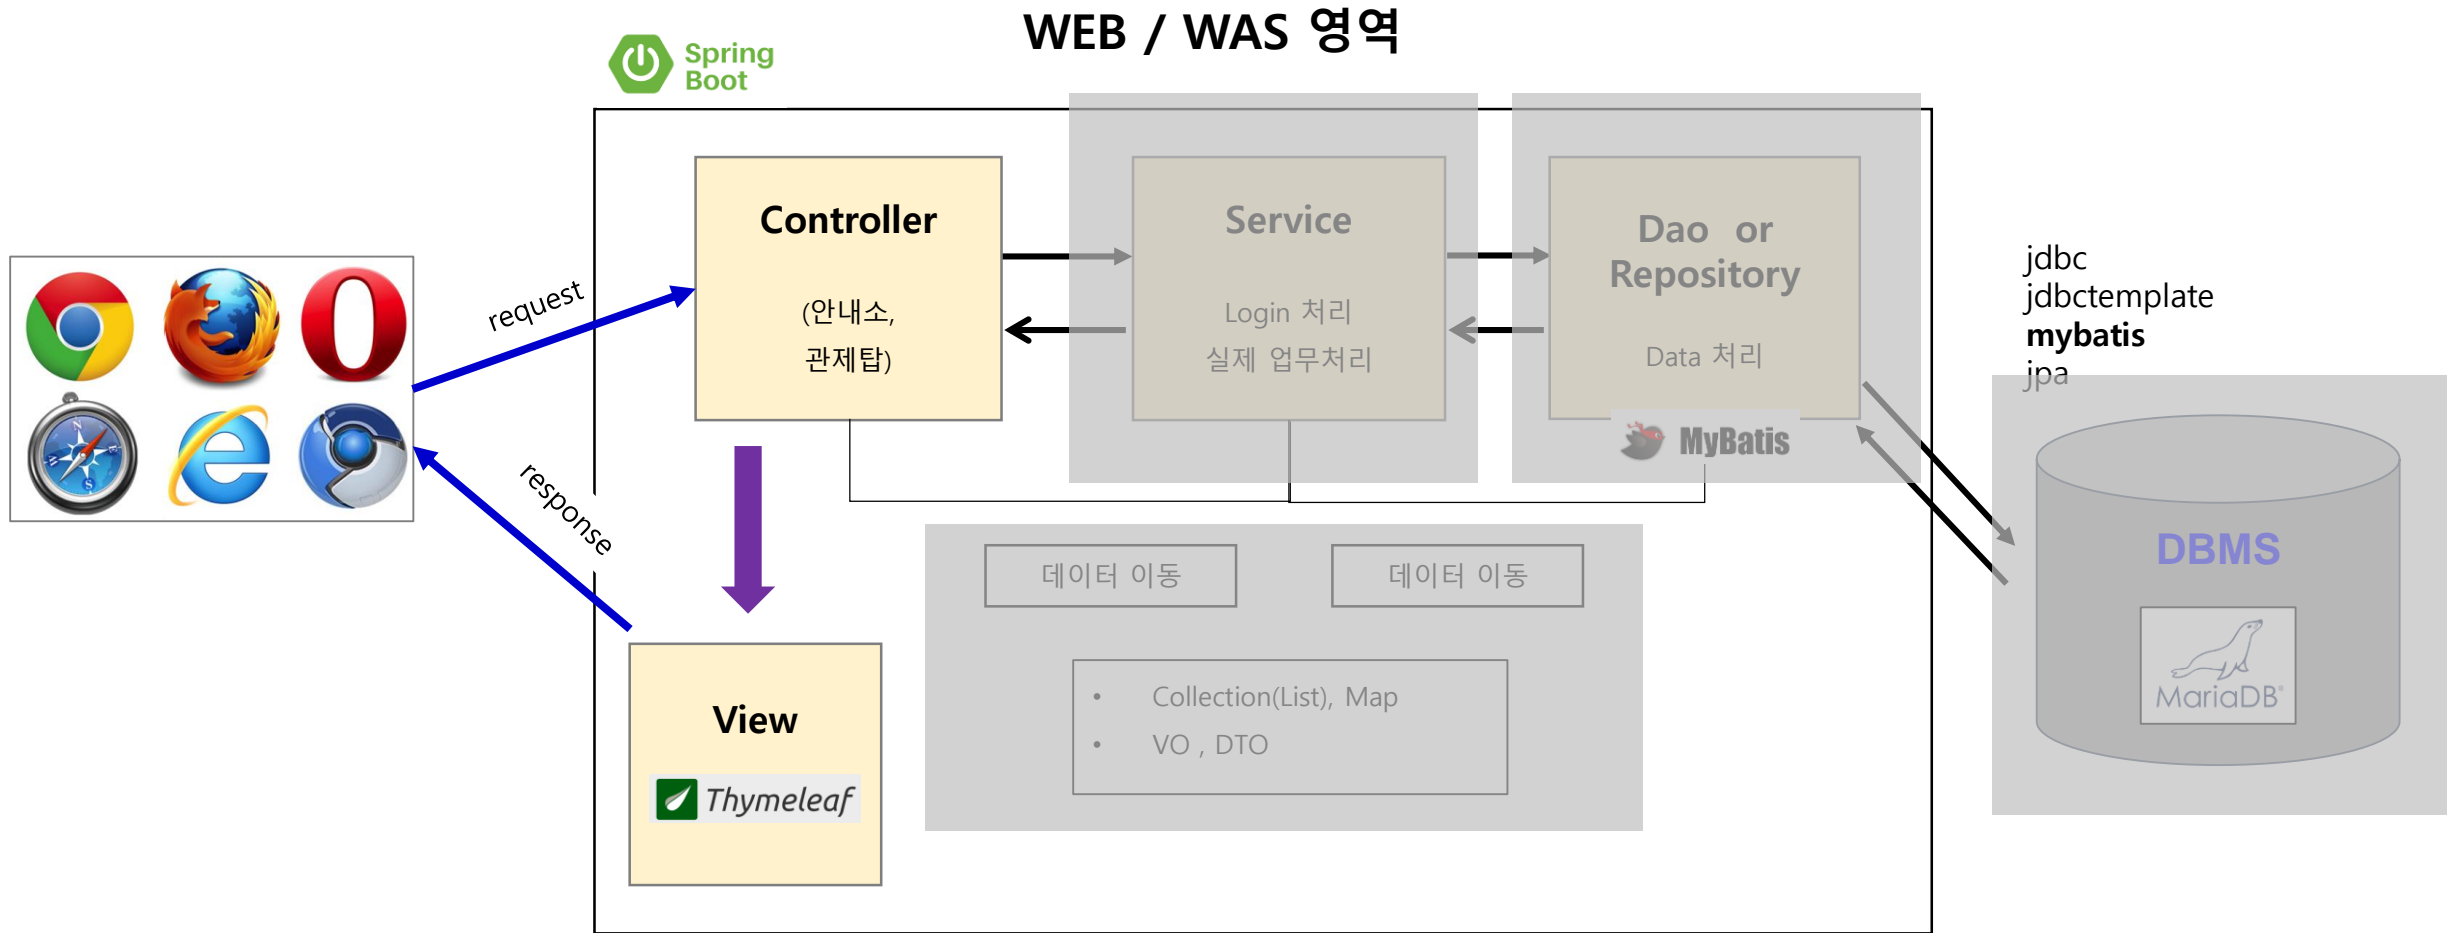 WEB / WAS 영역
Spring
Boot
Controller
(안내소,
관제탑)
Service
Login 처리
실제 업무처리
Dao or
Repository
Data 처리
MyBatis
jdbc
jdbctemplate
mybatis
jpa
request
response
데이터 이동
데이터 이동
DBMS
MariaDB
• Collection(List), Map
• VO , DTO
View
Thymeleaf